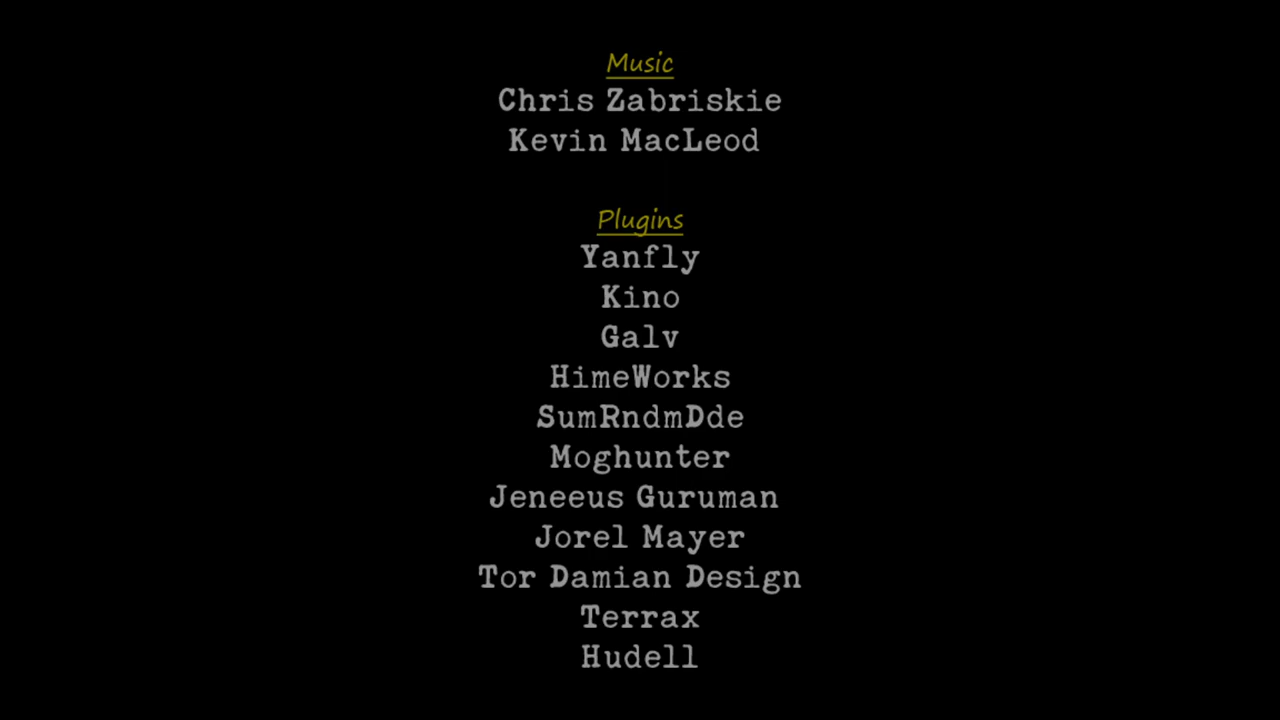 Music
Chris Zabriskie
Kevin MacLeod
Plugins
Yanfly
Kino
Galv
HimeWorks
SumRndmDde
Moghunter
Jeneeus Guruman
Jorel Mayer
Tor Damian Design
Terrax
Hudell